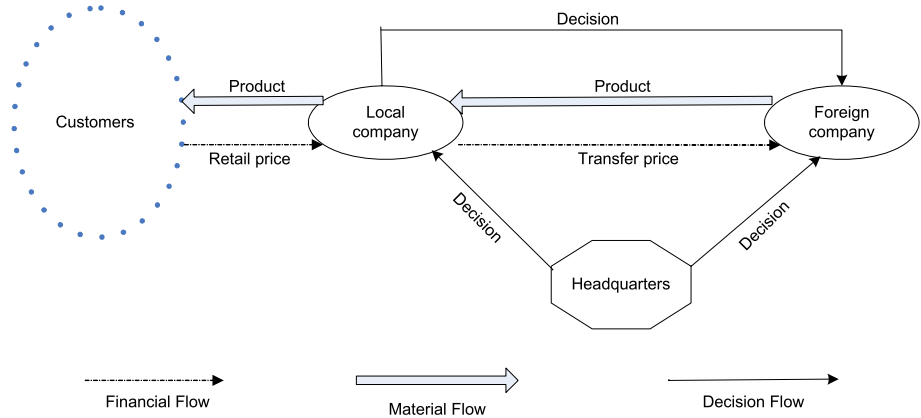 Decision
Product
Product
Customers
Local
company
Foreign
company
Retail price
Transfer price
Decision
Decision
Headquarters
Financial Flow
Material Flow
Decision Flow